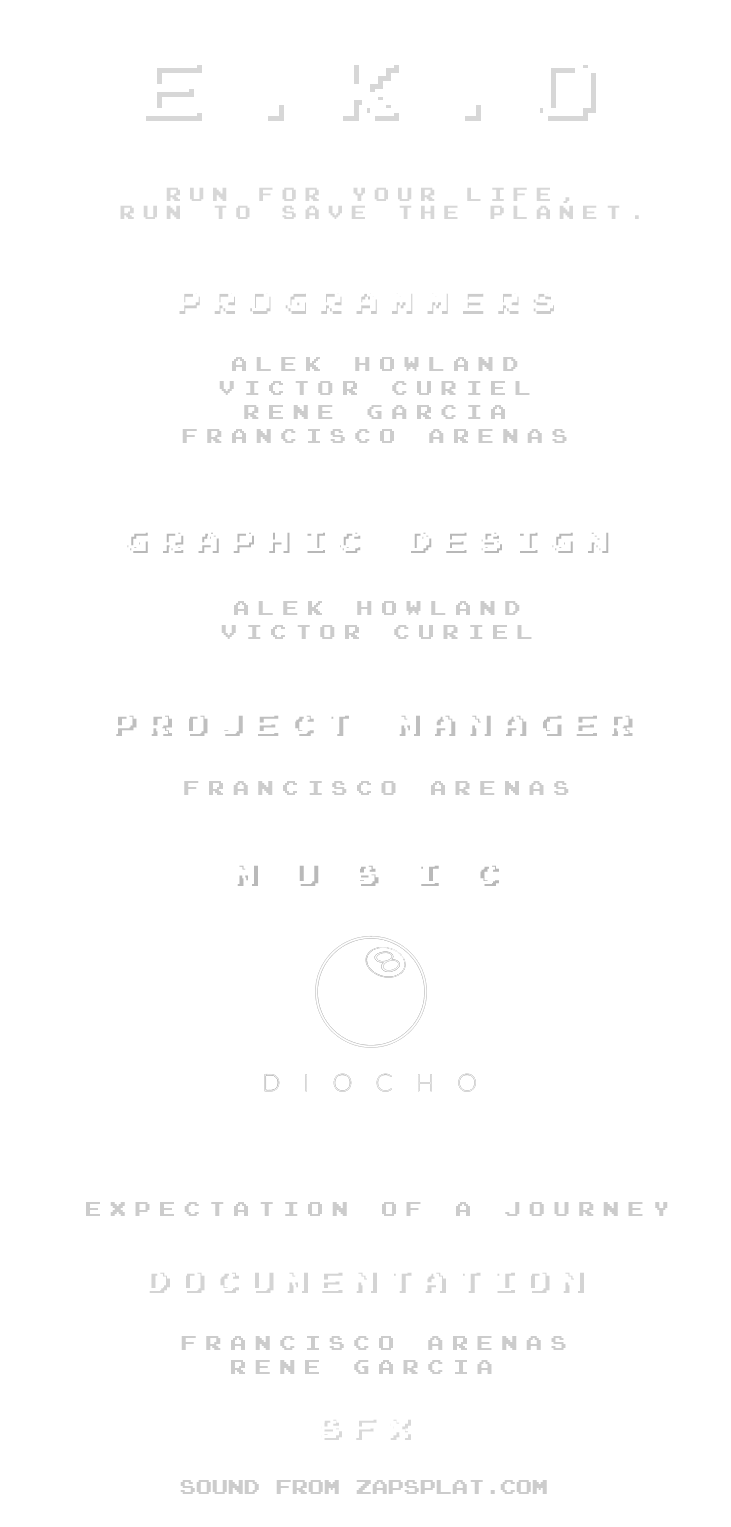 E.K.O
RUN FOR YOUR LIFE,
RUN TO SAVE THE PLANET.
PROGRAMMERS
ALEK HOWLAND
VICTOR CURIEL
RENE GARCIA
FRANCISCO ARENAS
GRAPHIC DESIGN
ALEK HOWLAND
VICTOR CURIEL
PROJECT MANAGER
FRANCISCO ARENAS
MUSIC
8
DIOCHO
EXPECTATION OF A JOURNEY
DOCUMENTATION
FRANCISCO ARENAS
RENE GARCIA
SFX
SOUND FROM ZAPSPLAT.COM